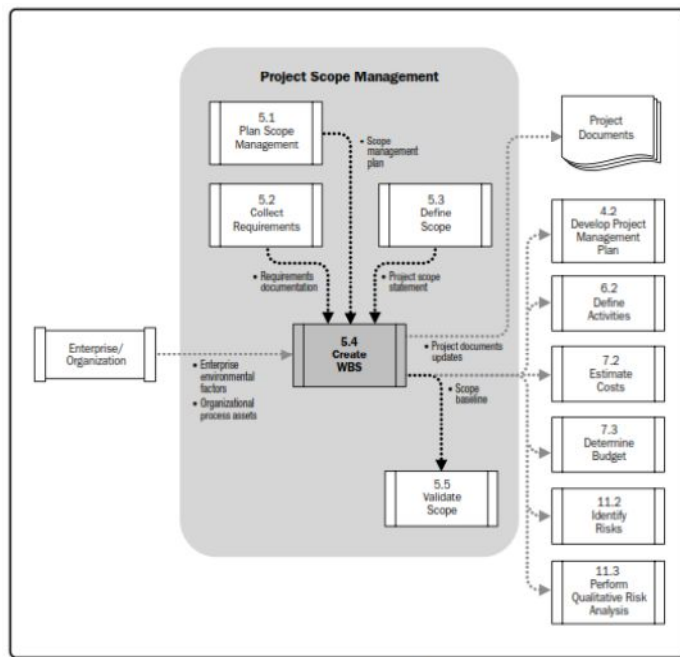 Project Scope Management
5.1
Plan Scope
Management
• Scope
management
plan
5.2
Collect
Requirements
5.3
Define
Scope
• Requirements
documentation
• Project scope
statement
Enterprise/
Organization
• Enterprise
environmental
factors
• Organizational
process assets
5.4
Create
WBS
• Project documents
updates
• Scope
baseline
5.5
Validate
Scope
Project
Documents
4.2
Develop Project
Management
Plan
6.2
Define
Activities
7.2
Estimate
Costs
7.3
Determine
Budget
11.2
Identify
Risks
11.3
Perform
Qualitative Risk
Analysis